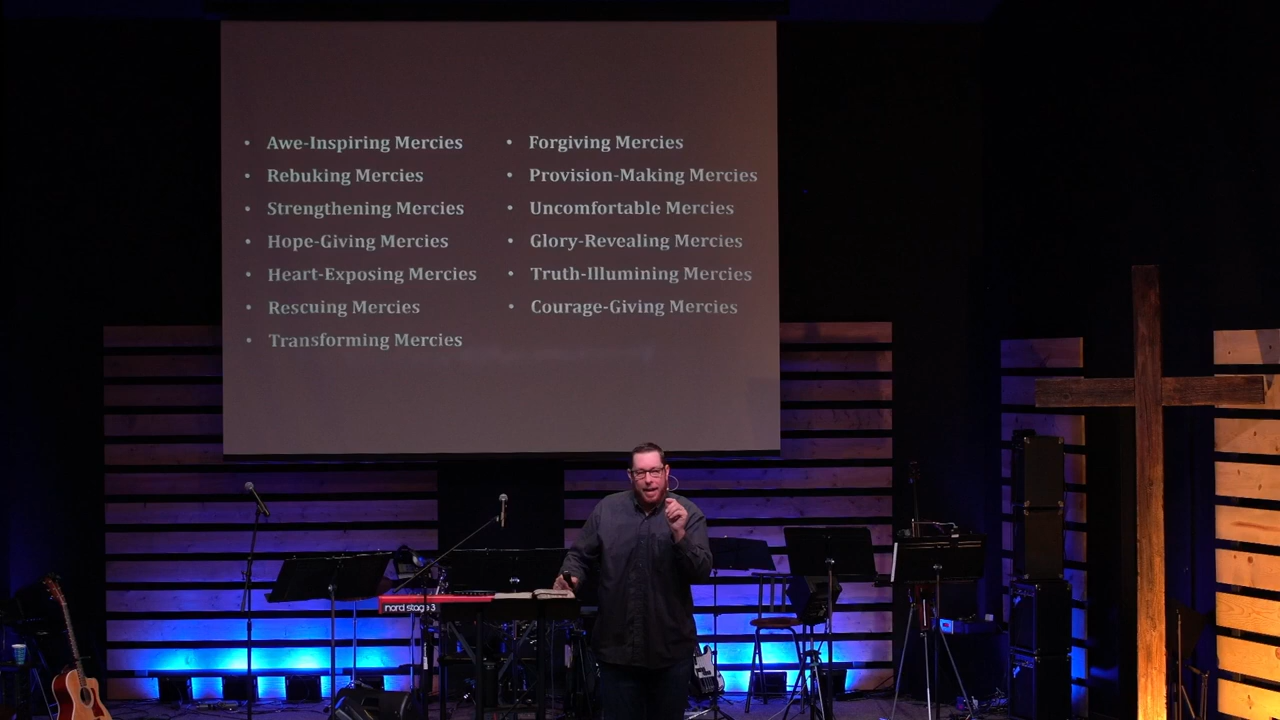 • Awe-Inspiring Mercies
• Rebuking Mercies
• Strengthening Mercies
• Hope-Giving Mercies
• Heart-Exposing Mercies
• Rescuing Mercies
• Transforming Mercies
• Forgiving Mercies
• Provision-Making Mercies
• Uncomfortable Mercies
• Glory-Revealing Mercies
• Truth-Illumining Mercies
• Courage-Giving Mercies
nord stage 3